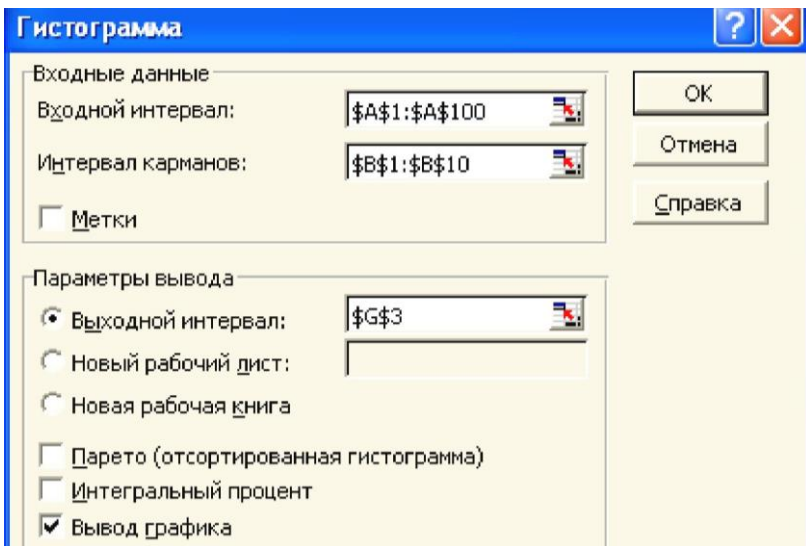 Гистограмма
Входные данные
Входной интервал: $A$1:$A$100
Интервал карманов: $B$1:$B$10
Метки
OK
Отмена
Справка
Параметры вывода
Выходной интервал: $G$3
Новый рабочий лист:
Новая рабочая книга
Парето (отсортированная гистограмма)
Интегральный процент
Вывод графика